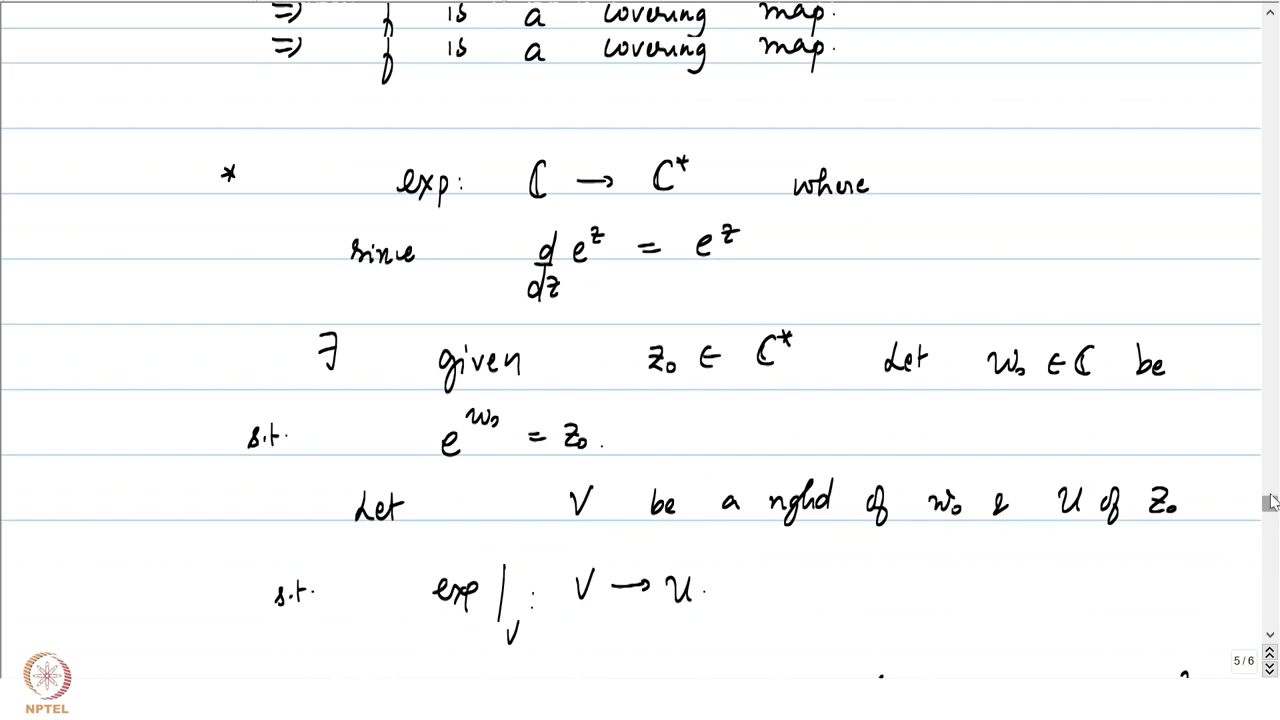 ⇒ f is a covering map.
⇒ f is a covering map.
* exp: ℂ → ℂ* where
since d/dz e^z = e^z
∃ given z₀ ∈ ℂ* Let w₀ ∈ ℂ be
s.t. e^{w₀} = z₀.
Let V be a nghd of w₀ & U of z₀
s.t. exp|_V : V → U.
5 / 6
NPTEL